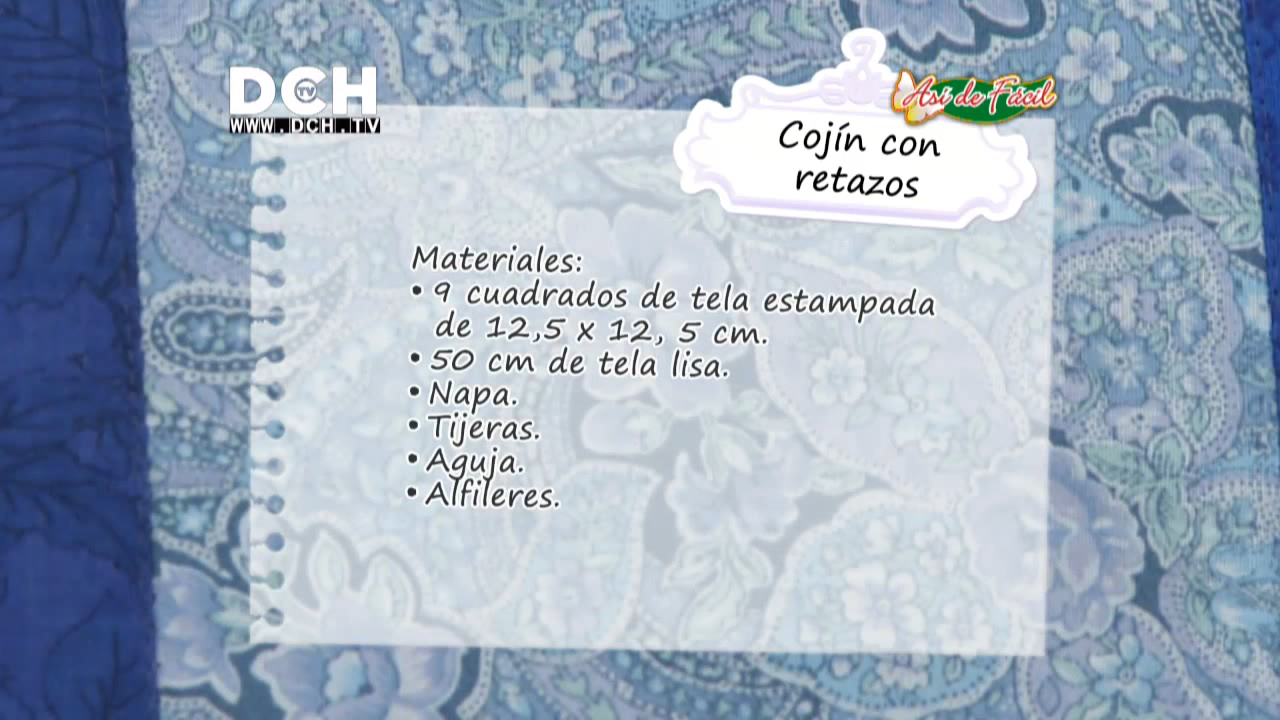 DCH
TV
WWW.DCH.TV
Así de Fácil
Cojín con
retazos
Materiales:
• 9 cuadrados de tela estampada
de 12,5 x 12, 5 cm.
• 50 cm de tela lisa.
• Napa.
• Tijeras.
• Aguja.
• Alfileres.